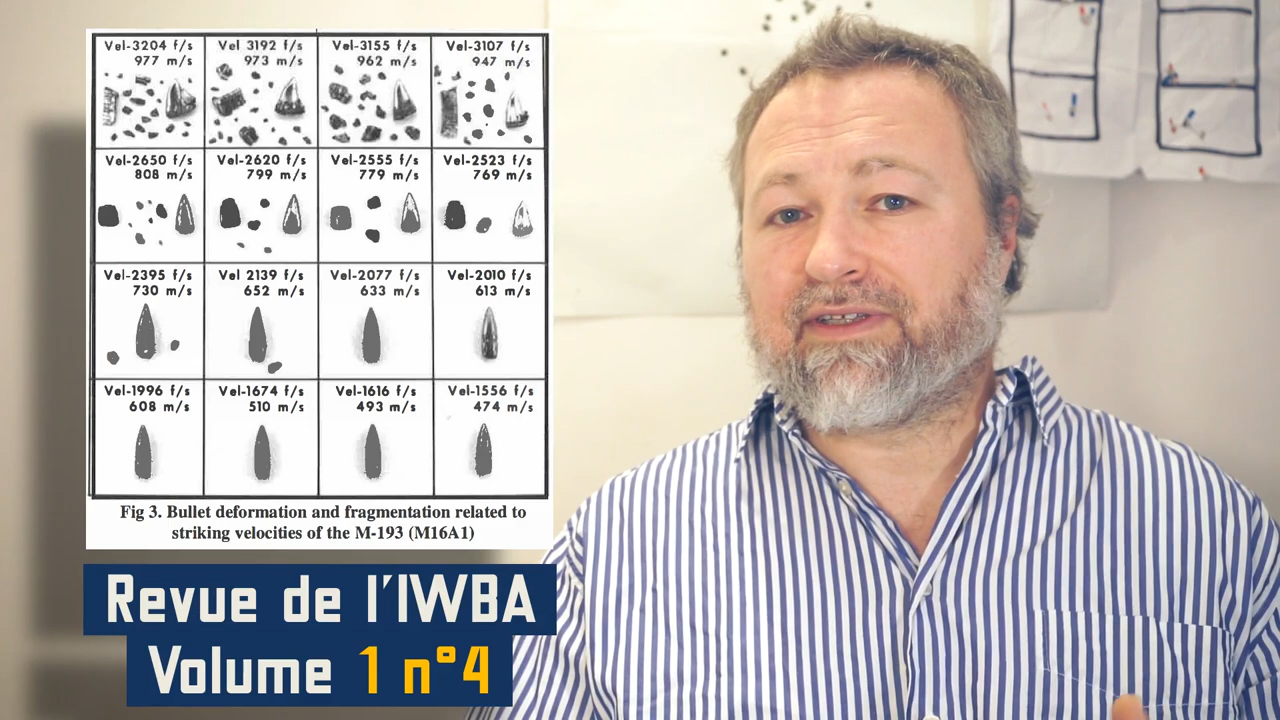 Vel-3204 f/s
977 m/s
Vel 3192 f/s
973 m/s
Vel-3155 f/s
962 m/s
Vel-3107 f/s
947 m/s
Vel-2650 f/s
808 m/s
Vel-2620 f/s
799 m/s
Vel-2555 f/s
779 m/s
Vel-2523 f/s
769 m/s
Vel-2395 f/s
730 m/s
Vel 2139 f/s
652 m/s
Vel-2077 f/s
633 m/s
Vel-2010 f/s
613 m/s
Vel-1996 f/s
608 m/s
Vel-1674 f/s
510 m/s
Vel-1616 f/s
493 m/s
Vel-1556 f/s
474 m/s
Fig 3. Bullet deformation and fragmentation related to
striking velocities of the M-193 (M16A1)
Revue de l'IWBA
Volume 1 n°4